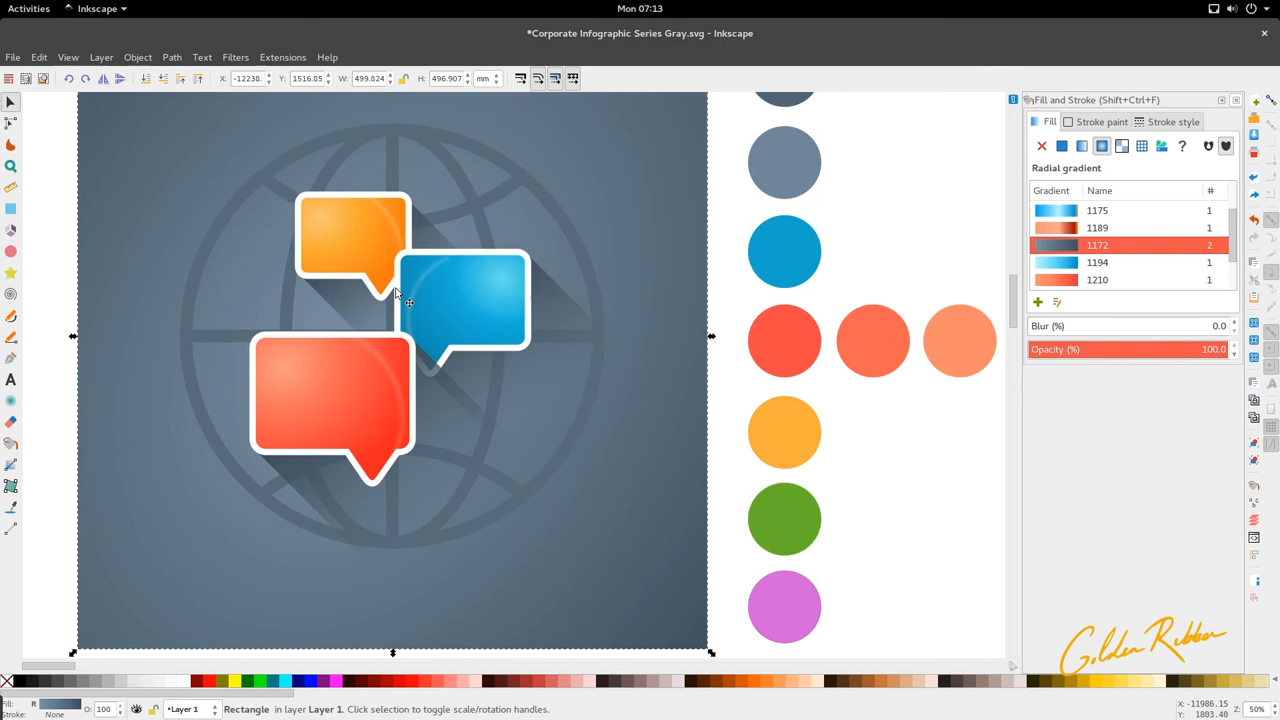 Activities Inkscape Mon 07:13
*Corporate Infographic Series Gray.svg - Inkscape
File Edit View Layer Object Path Text Filters Extensions Help
X: -12238. Y: 1516.85 W: 499.824 H: 496.907 mm
Fill and Stroke (Shift+Ctrl+F)
Fill Stroke paint Stroke style
?
Radial gradient
Gradient Name #
1175 1
1189 1
1172 2
1194 1
1210 1
Blur (%) 0.0
Opacity (%) 100.0
Golden Ribbon
Fill: R O: 100 •Layer 1 Rectangle in layer Layer 1. Click selection to toggle scale/rotation handles. X: -11986.15 Z: 50%
Stroke: None Y: 1803.40